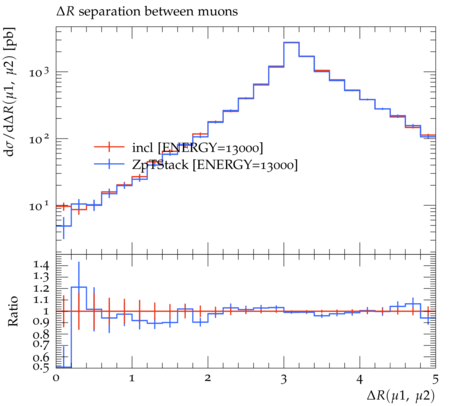 ΔR separation between muons
dσ/dΔR(μ1, μ2) [pb]
10³
10²
10¹
incl [ENERGY=13000]
ZpTStack [ENERGY=13000]
Ratio
1.4
1.3
1.2
1.1
1
0.9
0.8
0.7
0.6
0.5
0 1 2 3 4 5
ΔR(μ1, μ2)